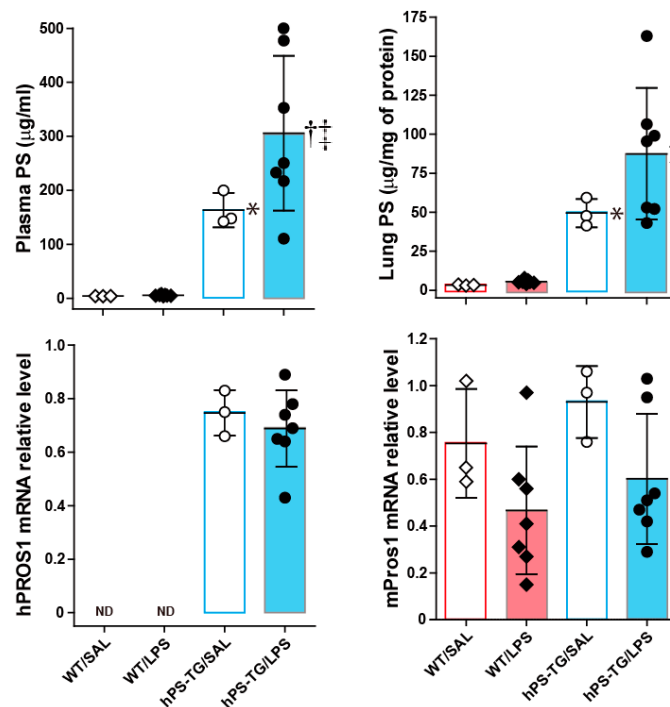 Plasma PS (μg/ml)
500
400
300
200
100
0
*
†‡
Lung PS (μg/mg of protein)
175
150
125
100
75
50
25
0
*
hPROS1 mRNA relative level
1.0
0.8
0.6
0.4
0.2
0
ND
ND
WT/SAL
WT/LPS
hPS-TG/SAL
hPS-TG/LPS
mPros1 mRNA relative level
1.2
1.0
0.8
0.6
0.4
0.2
0
WT/SAL
WT/LPS
hPS-TG/SAL
hPS-TG/LPS